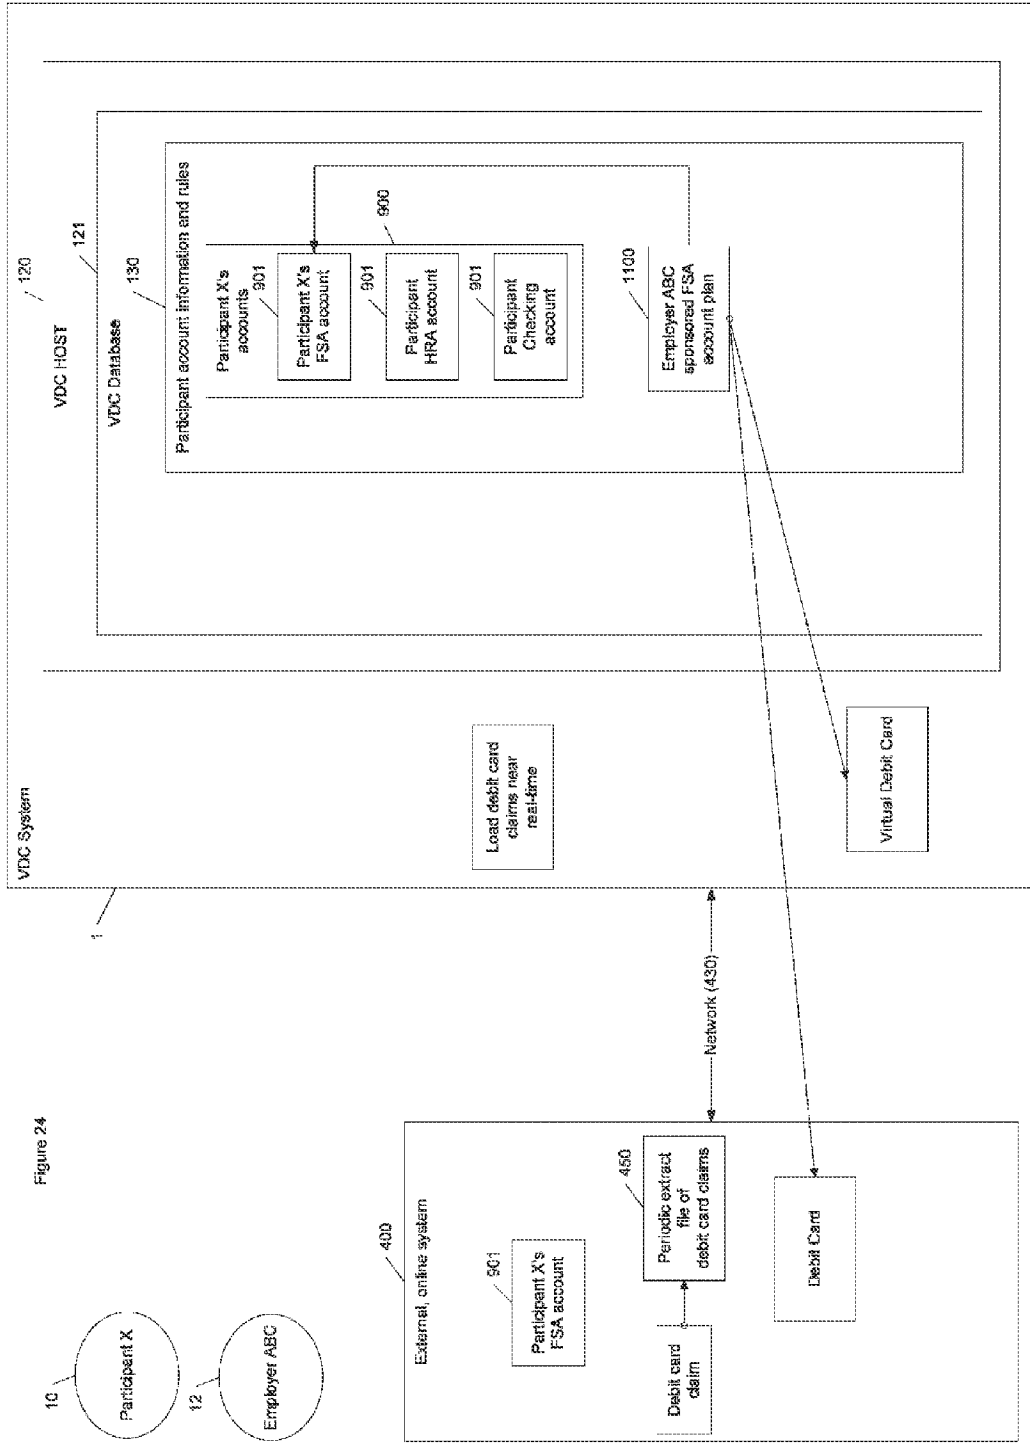 Figure 24
10
Participant X
12
Employer ABC
400
External, online system
901
Participant X's
FSA account
Debit card
claim
450
Periodic extract
file of
debit card claims
Debit Card
Network (430)
1
VDC System
Load debit card
claims near
real-time
Virtual Debit Card
120
VDC HOST
121
VDC Database
130
Participant account information and rules
900
Participant X's
accounts
901
Participant X's
FSA account
901
Participant
HRA account
901
Participant
Checking
account
1100
Employer ABC
sponsored FSA
account plan